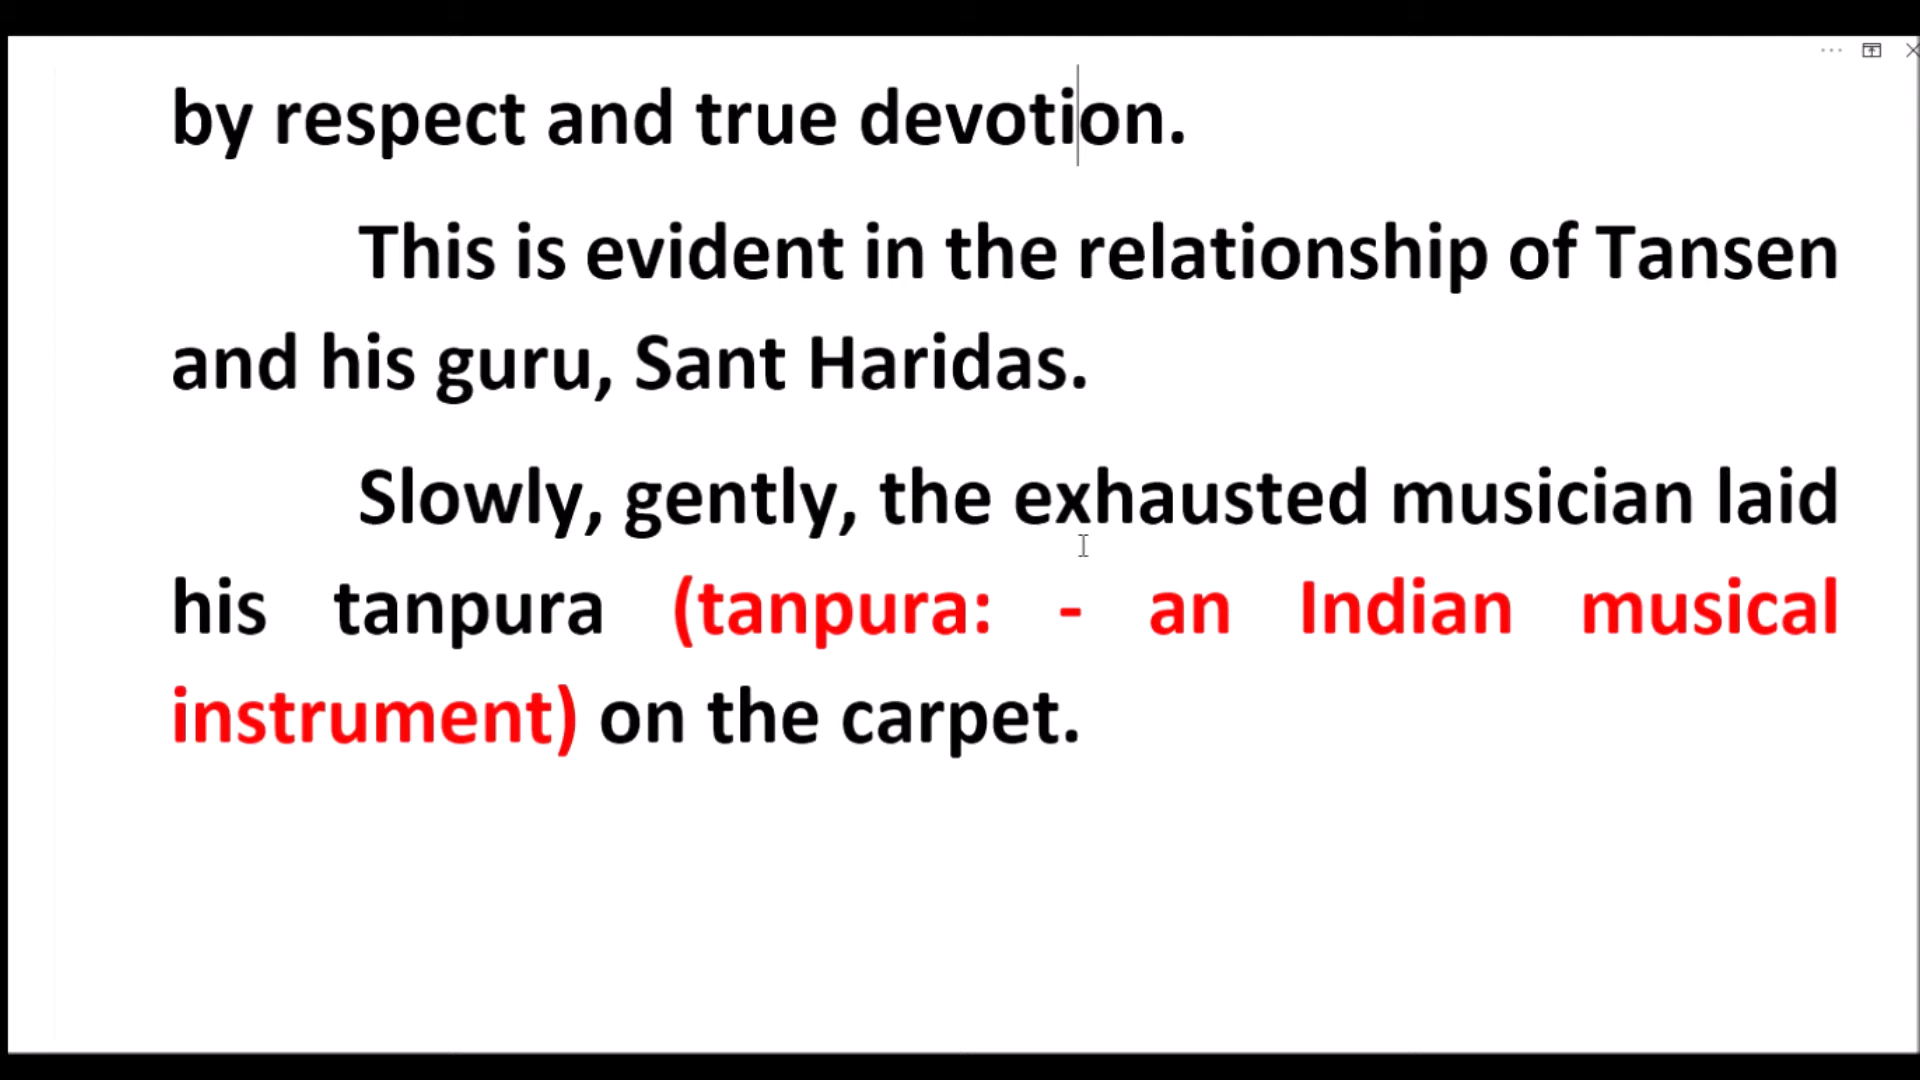 by respect and true devotion.
This is evident in the relationship of Tansen
and his guru, Sant Haridas.
Slowly, gently, the exhausted musician laid
his tanpura (tanpura: - an Indian musical
instrument) on the carpet.